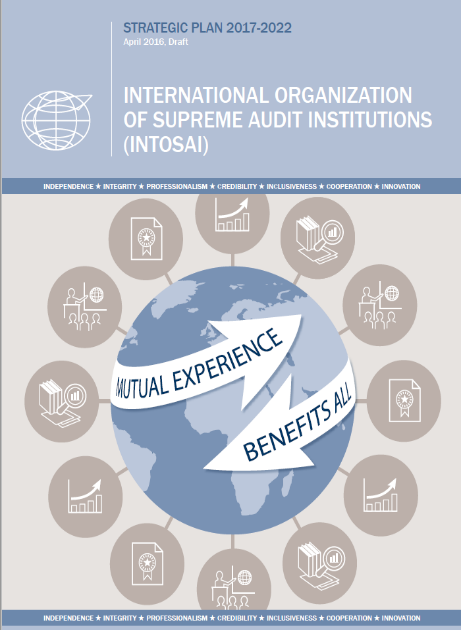 STRATEGIC PLAN 2017-2022
April 2016, Draft
INTERNATIONAL ORGANIZATION
OF SUPREME AUDIT INSTITUTIONS
(INTOSAI)
INDEPENDENCE ★ INTEGRITY ★ PROFESSIONALISM ★ CREDIBILITY ★ INCLUSIVENESS ★ COOPERATION ★ INNOVATION
MUTUAL EXPERIENCE
BENEFITS ALL
INDEPENDENCE ★ INTEGRITY ★ PROFESSIONALISM ★ CREDIBILITY ★ INCLUSIVENESS ★ COOPERATION ★ INNOVATION